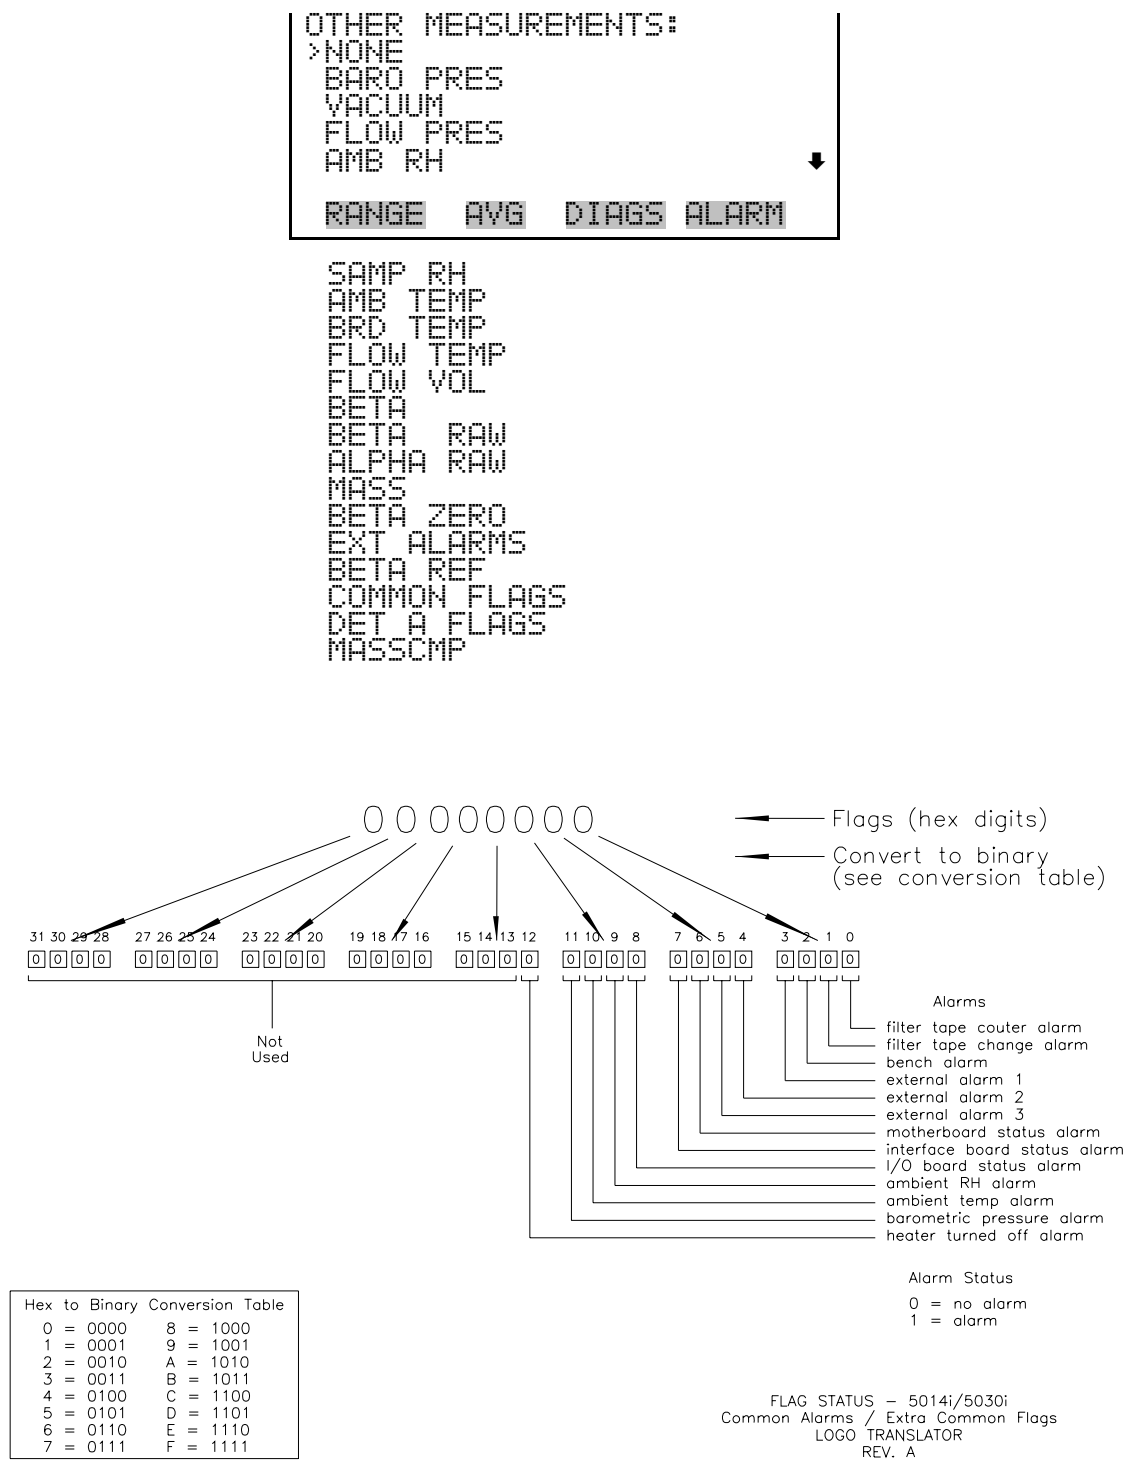 OTHER MEASUREMENTS:
>NONE
BARO PRES
VACUUM
FLOW PRES
AMB RH
RANGE AVG DIAGS ALARM
SAMP RH
AMB TEMP
BRD TEMP
FLOW TEMP
FLOW VOL
BETA
BETA RAW
ALPHA RAW
MASS
BETA ZERO
EXT ALARMS
BETA REF
COMMON FLAGS
DET A FLAGS
MASSCMP
0 0 0 0 0 0 0 0
Flags (hex digits)
Convert to binary
(see conversion table)
31 30 29 28 27 26 25 24 23 22 21 20 19 18 17 16 15 14 13 12 11 10 9 8 7 6 5 4 3 2 1 0
0 0 0 0 0 0 0 0 0 0 0 0 0 0 0 0 0 0 0 0 0 0 0 0 0 0 0 0 0 0 0 0
Not
Used
Alarms
filter tape couter alarm
filter tape change alarm
bench alarm
external alarm 1
external alarm 2
external alarm 3
motherboard status alarm
interface board status alarm
I/O board status alarm
ambient RH alarm
ambient temp alarm
barometric pressure alarm
heater turned off alarm
Alarm Status
0 = no alarm
1 = alarm
Hex to Binary Conversion Table
0 = 0000 8 = 1000
1 = 0001 9 = 1001
2 = 0010 A = 1010
3 = 0011 B = 1011
4 = 0100 C = 1100
5 = 0101 D = 1101
6 = 0110 E = 1110
7 = 0111 F = 1111
FLAG STATUS – 5014i/5030i
Common Alarms / Extra Common Flags
LOGO TRANSLATOR
REV. A